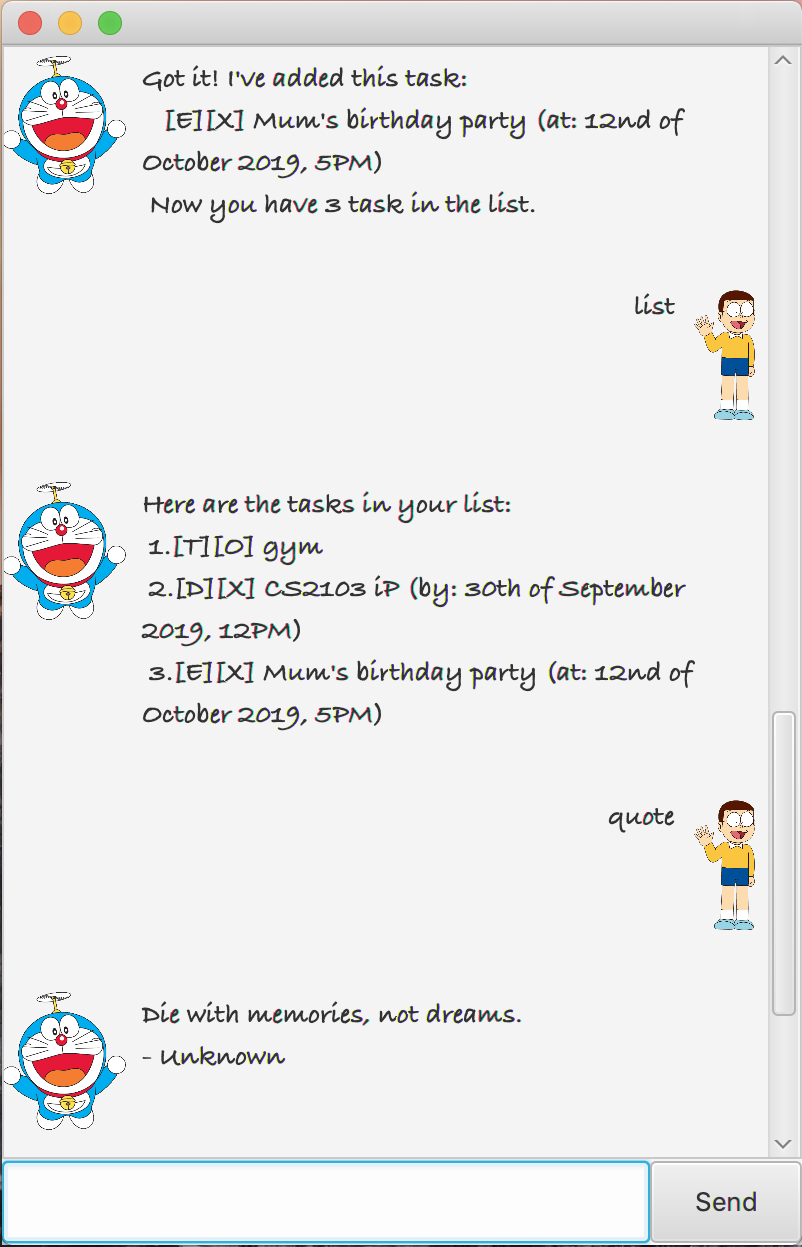 Got it! I've added this task:
[E][X] Mum's birthday party (at: 12nd of
October 2019, 5PM)
Now you have 3 task in the list.
list
Here are the tasks in your list:
1.[T][O] gym
2.[D][X] CS2103 iP (by: 30th of September
2019, 12PM)
3.[E][X] Mum's birthday party (at: 12nd of
October 2019, 5PM)
quote
Die with memories, not dreams.
- Unknown
Send